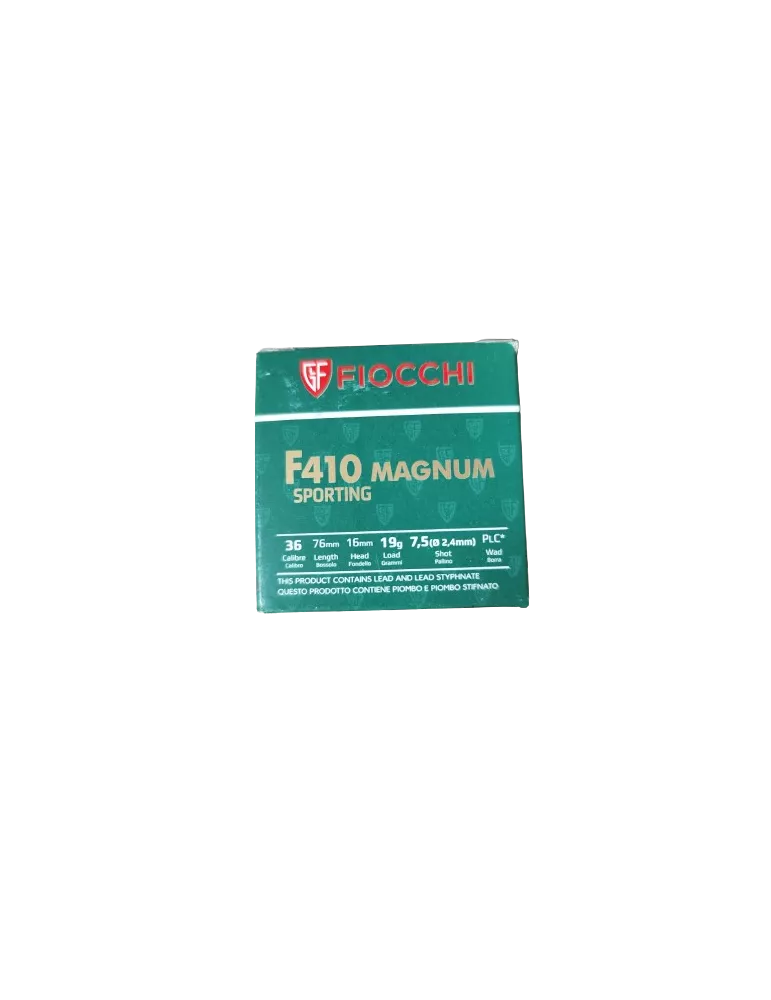 GF FIOCCHI
F410 MAGNUM
SPORTING
36 76mm 16mm 19g 7,5(Ø 2,4mm) PLC*
Calibre Length Head Load Shot Wad
Calibro Bossolo Fondello Grammi Pallino Borra
THIS PRODUCT CONTAINS LEAD AND LEAD STYPHNATE
QUESTO PRODOTTO CONTIENE PIOMBO E PIOMBO STIFNATO